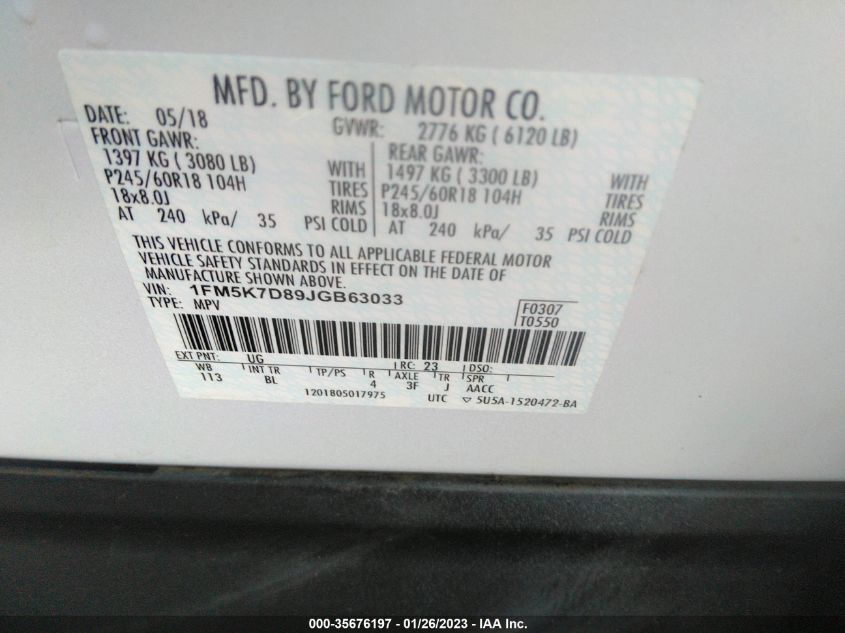 MFD. BY FORD MOTOR CO.
DATE: 05/18 GVWR: 2776 KG ( 6120 LB)
FRONT GAWR: REAR GAWR:
1397 KG ( 3080 LB) WITH 1497 KG ( 3300 LB) WITH
P245/60R18 104H TIRES P245/60R18 104H TIRES
18x8.0J RIMS 18x8.0J RIMS
AT 240 kPa/ 35 PSI COLD AT 240 kPa/ 35 PSI COLD
THIS VEHICLE CONFORMS TO ALL APPLICABLE FEDERAL MOTOR
VEHICLE SAFETY STANDARDS IN EFFECT ON THE DATE OF
MANUFACTURE SHOWN ABOVE.
VIN: 1FM5K7D89JGB63033 F0307
TYPE: MPV T0550
EXT PNT: UG RC: 23 DSO:
WB INT TR TP/PS R AXLE TR SPR
113 BL 4 3F J AACC
1201805017975 UTC ▽ 5U5A-1520472-BA
000-35676197 - 01/26/2023 - IAA Inc.